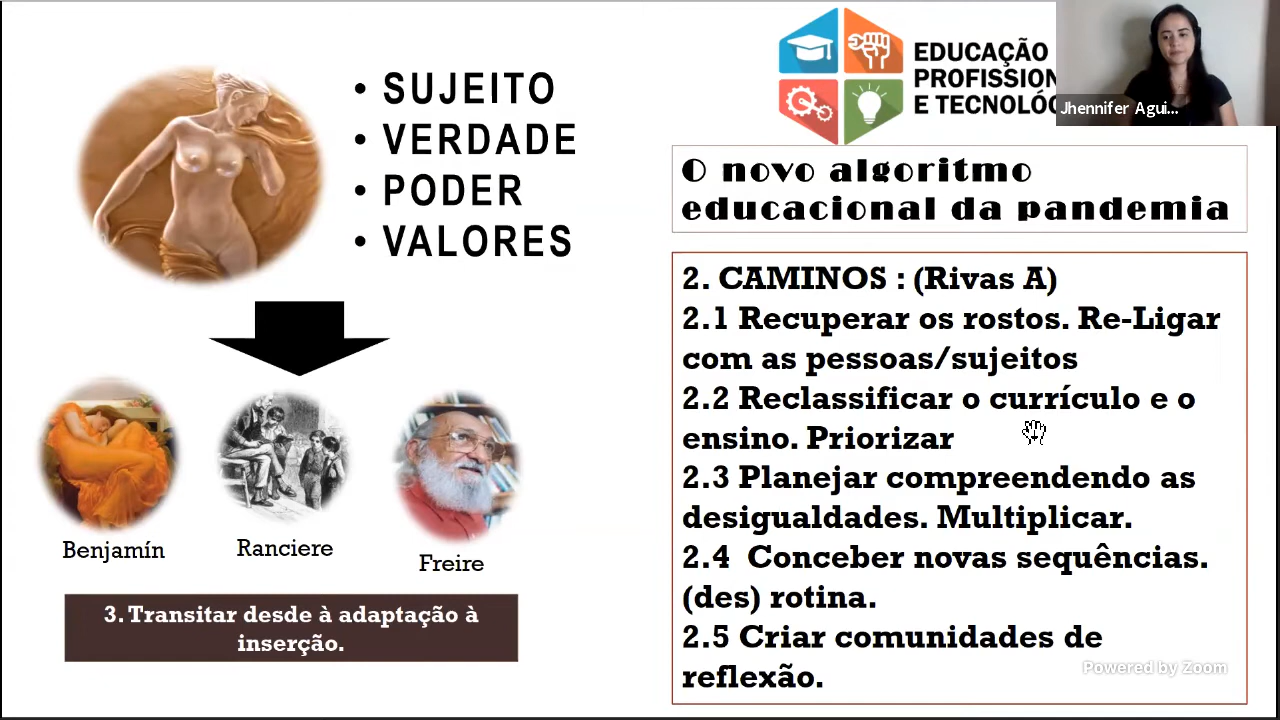 • SUJEITO
• VERDADE
• PODER
• VALORES
Benjamín
Ranciere
Freire
3. Transitar desde à adaptação à
inserção.
EDUCAÇÃO
PROFISSION
E TECNOLÓG
Jhennifer Agui...
O novo algoritmo
educacional da pandemia
2. CAMINOS : (Rivas A)
2.1 Recuperar os rostos. Re-Ligar
com as pessoas/sujeitos
2.2 Reclassificar o currículo e o
ensino. Priorizar
2.3 Planejar compreendendo as
desigualdades. Multiplicar.
2.4 Conceber novas sequências.
(des) rotina.
2.5 Criar comunidades de
reflexão.
Powered by Zoom